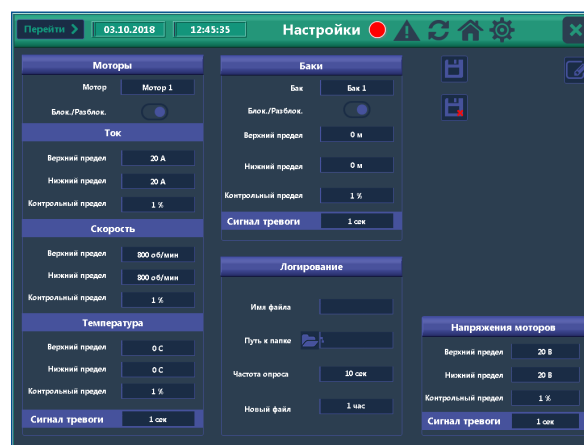 Перейти 03.10.2018 12:45:35 Настройки
Моторы
Мотор Мотор 1
Блок./Разблок.
Ток
Верхний предел 20 А
Нижний предел 20 А
Контрольный предел 1 %
Скорость
Верхний предел 800 об/мин
Нижний предел 800 об/мин
Контрольный предел 1 %
Температура
Верхний предел 0 С
Нижний предел 0 С
Контрольный предел 1 %
Сигнал тревоги 1 сек
Баки
Бак Бак 1
Блок./Разблок.
Верхний предел 0 м
Нижний предел 0 м
Контрольный предел 1 %
Сигнал тревоги 1 сек
Логирование
Имя файла
Путь к папке
Частота опроса 10 сек
Новый файл 1 час
Напряжения моторов
Верхний предел 20 В
Нижний предел 20 В
Контрольный предел 1 %
Сигнал тревоги 1 сек